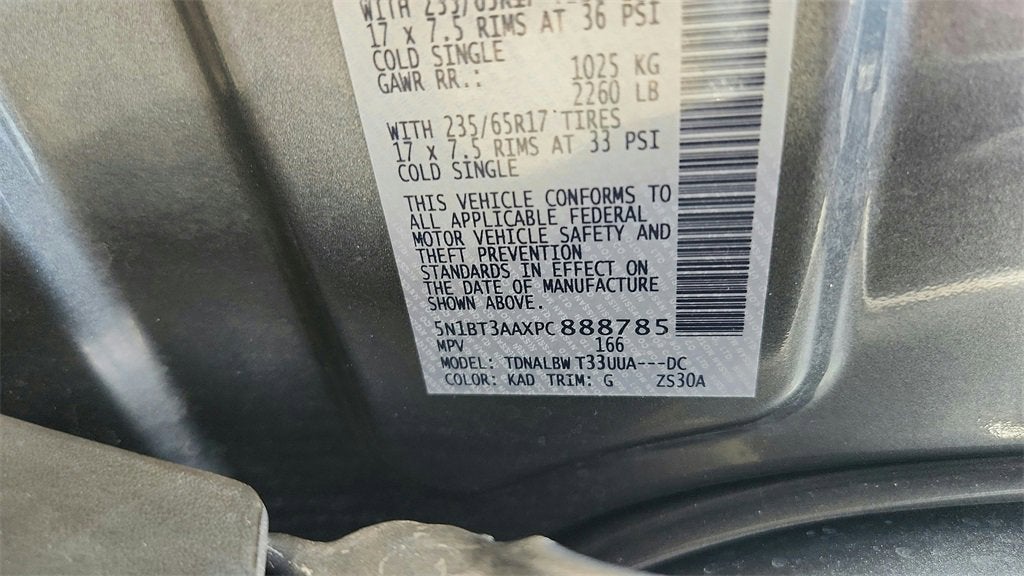 WITH 235/65R17
17 X 7.5 RIMS AT 36 PSI
COLD SINGLE
GAWR RR.: 1025 KG
2260 LB
WITH 235/65R17 TIRES
17 X 7.5 RIMS AT 33 PSI
COLD SINGLE
THIS VEHICLE CONFORMS TO
ALL APPLICABLE FEDERAL
MOTOR VEHICLE SAFETY AND
THEFT PREVENTION
STANDARDS IN EFFECT ON
THE DATE OF MANUFACTURE
SHOWN ABOVE.
5N1BT3AAXPC888785
MPV 166
MODEL: TDNALBW T33UUA---DC
COLOR: KAD TRIM: G ZS30A